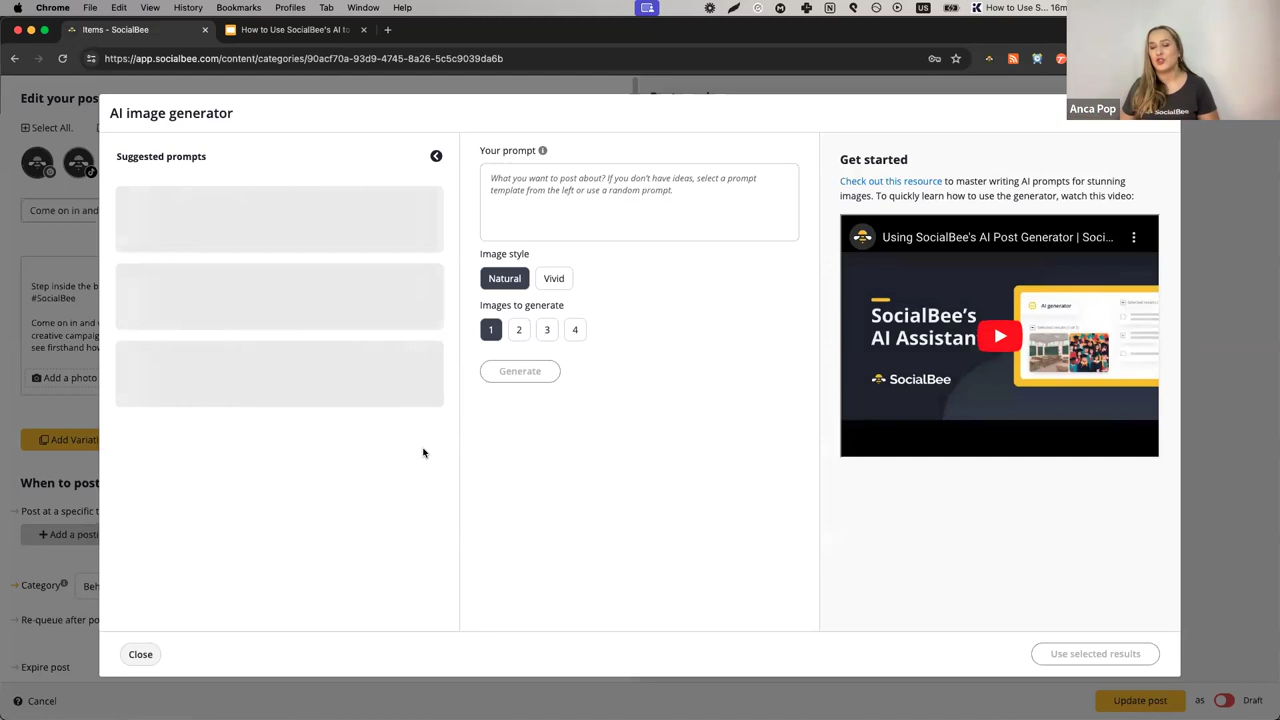 Chrome File Edit View History Bookmarks Profiles Tab Window Help
US
How to Use S... 16m
Items - SocialBee
How to Use SocialBee's AI to
https://app.socialbee.com/content/categories/90acf70a-93d9-4745-8a26-5c5c9039da6b
SocialBee
Anca Pop
Edit your pos
Select All.
Come on in and
Step inside the b
#SocialBee
Come on in and
creative campaig
see firsthand how
Add a photo
Add Variati
When to post
Post at a specific t
Add a posti
Category
Beh
Re-queue after po
Expire post
Cancel
AI image generator
Suggested prompts
Close
Your prompt
What you want to post about? If you don't have ideas, select a prompt
template from the left or use a random prompt.
Image style
Natural
Vivid
Images to generate
1
2
3
4
Generate
Get started
Check out this resource to master writing AI prompts for stunning
images. To quickly learn how to use the generator, watch this video:
Using SocialBee's AI Post Generator | Soci...
SocialBee's
AI Assistan
SocialBee
AI generator
Use selected results
Update post
as
Draft